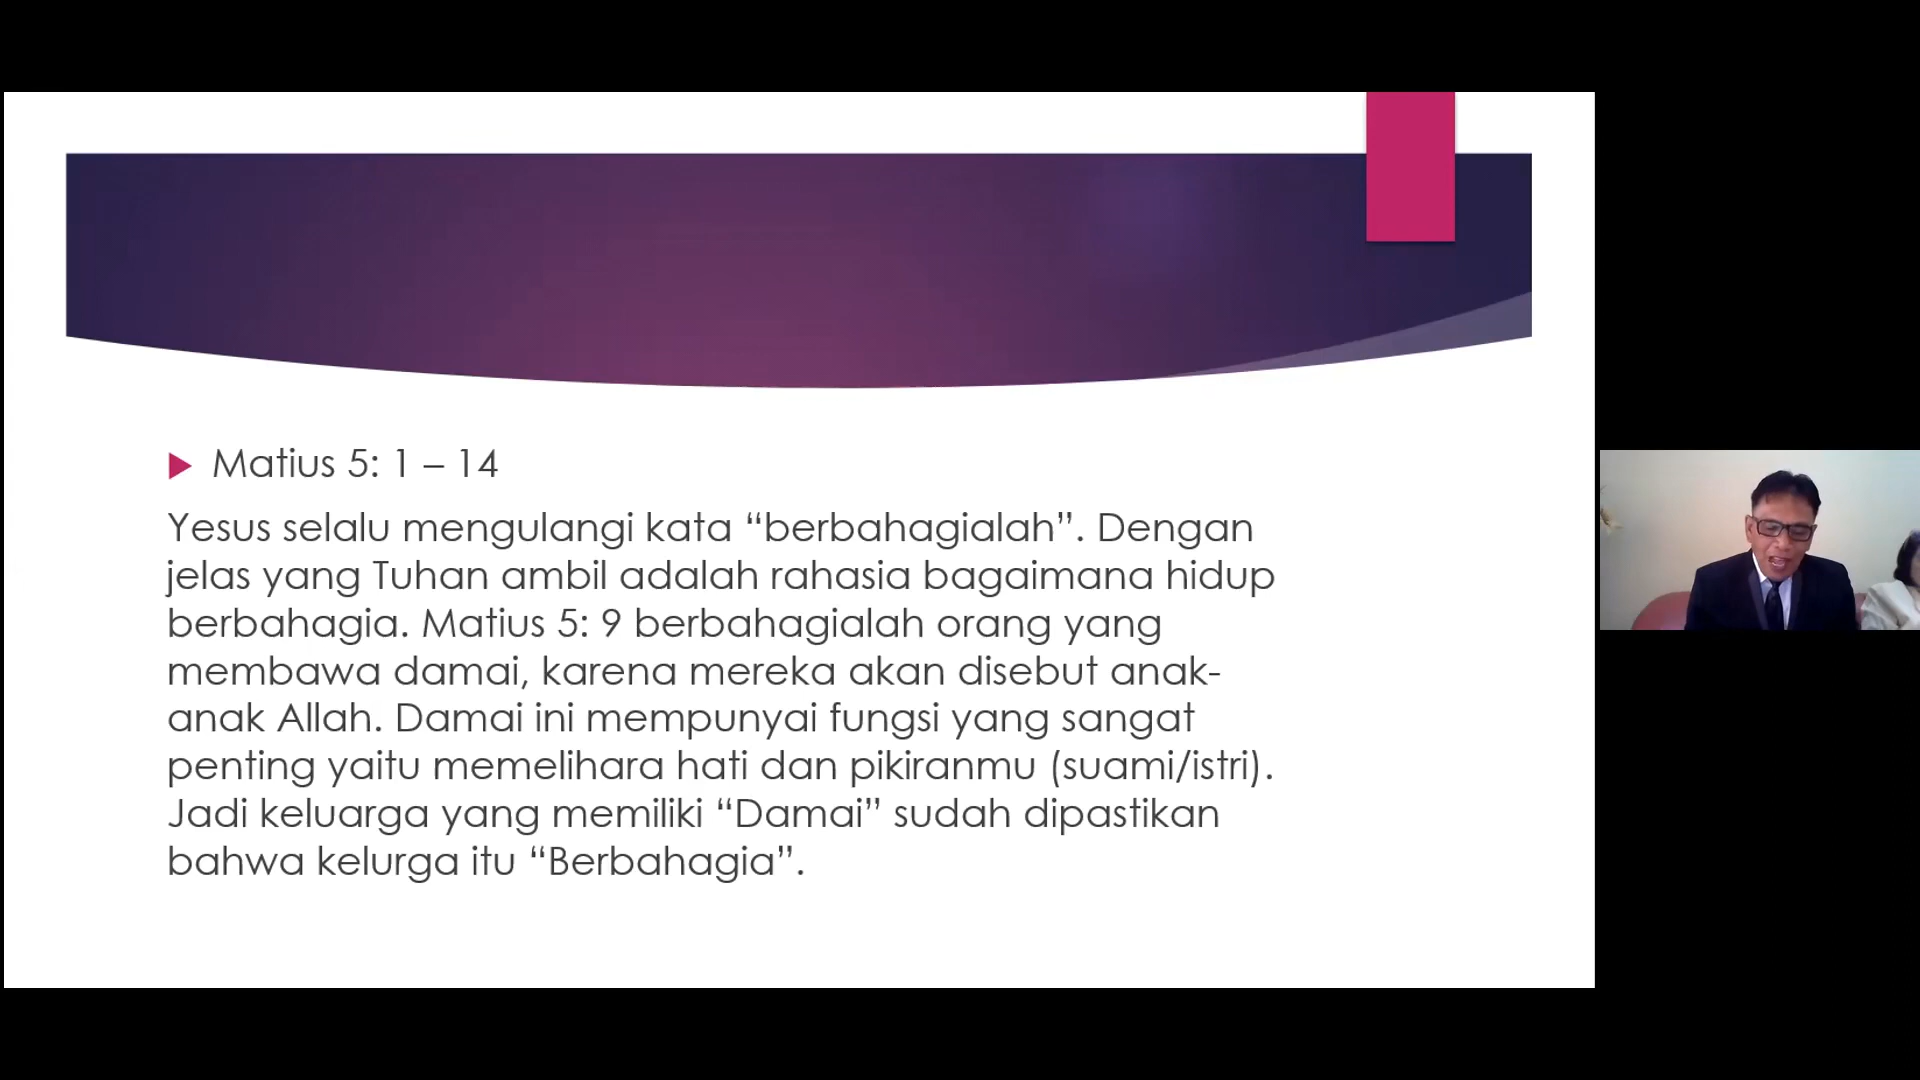 Matius 5: 1 – 14
Yesus selalu mengulangi kata “berbahagialah”. Dengan
jelas yang Tuhan ambil adalah rahasia bagaimana hidup
berbahagia. Matius 5: 9 berbahagialah orang yang
membawa damai, karena mereka akan disebut anak-
anak Allah. Damai ini mempunyai fungsi yang sangat
penting yaitu memelihara hati dan pikiranmu (suami/istri).
Jadi keluarga yang memiliki “Damai” sudah dipastikan
bahwa kelurga itu “Berbahagia”.